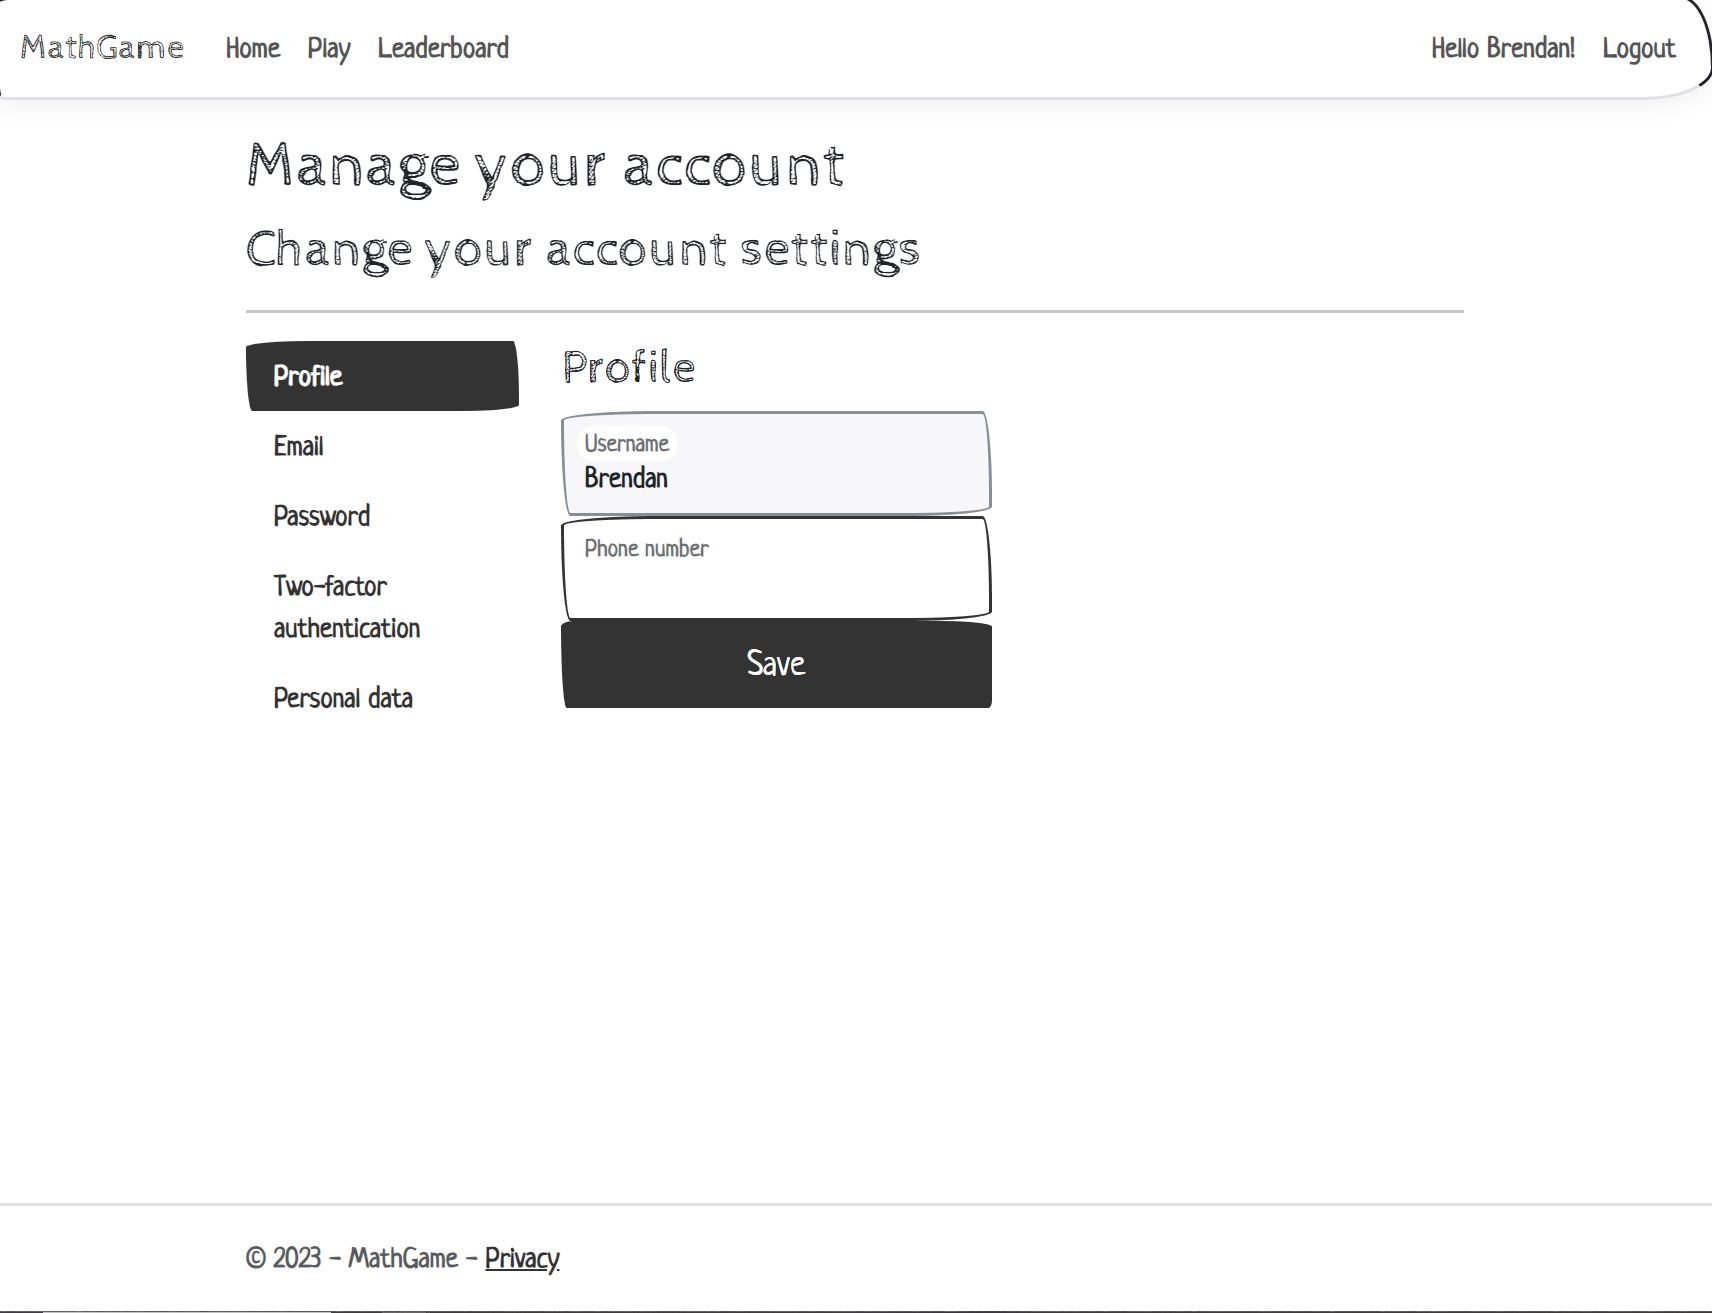 MathGame Home Play Leaderboard Hello Brendan! Logout
Manage your account
Change your account settings
Profile
Email
Password
Two-factor
authentication
Personal data
Profile
Username
Brendan
Phone number
Save
© 2023 - MathGame - Privacy